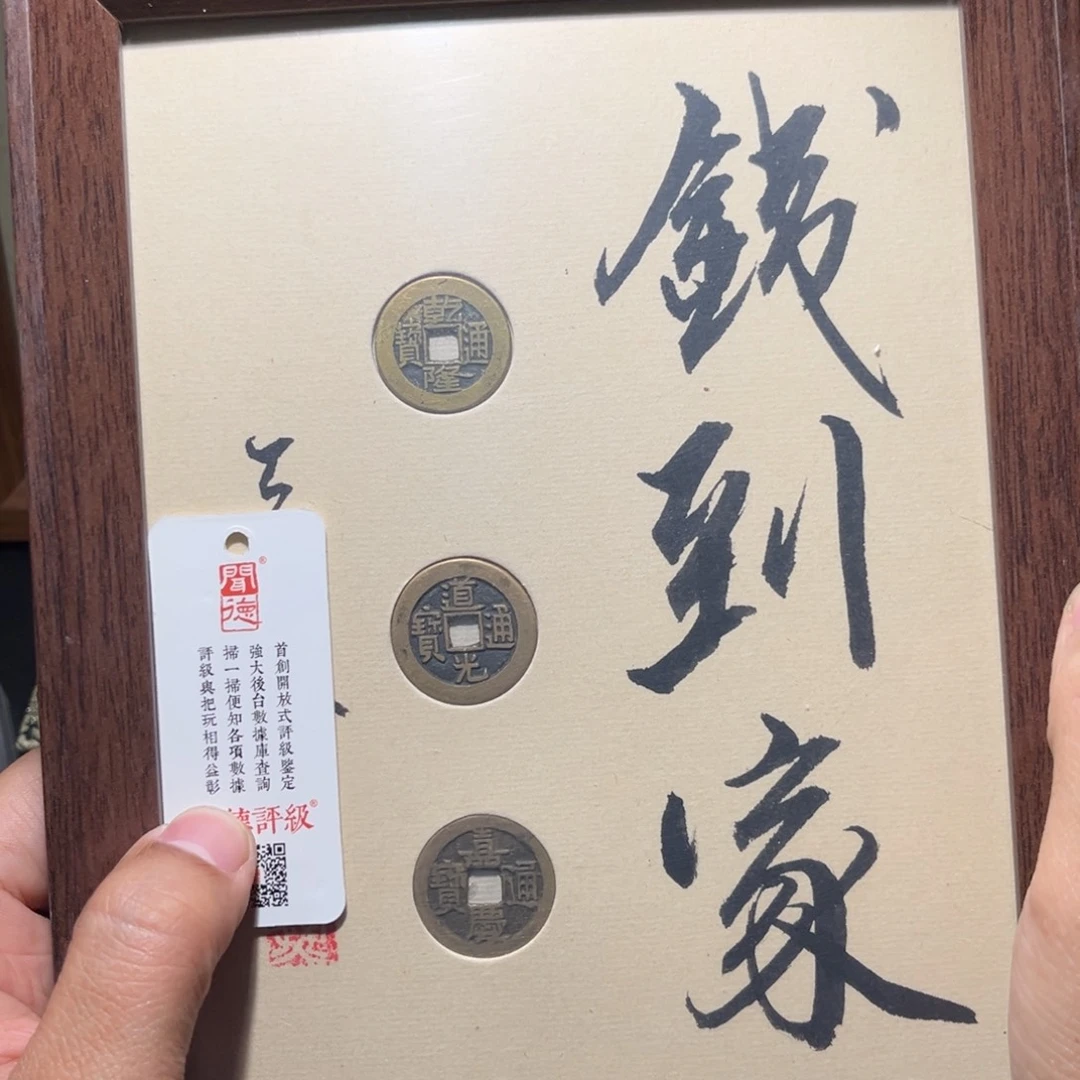 錢到家
乾隆通寶
道光通寶
嘉慶通寶
聞德
首創開放式評級鑒定
強大後台數據庫查詢
掃一掃便知各項數據
評級與把玩相得益彰
德評級